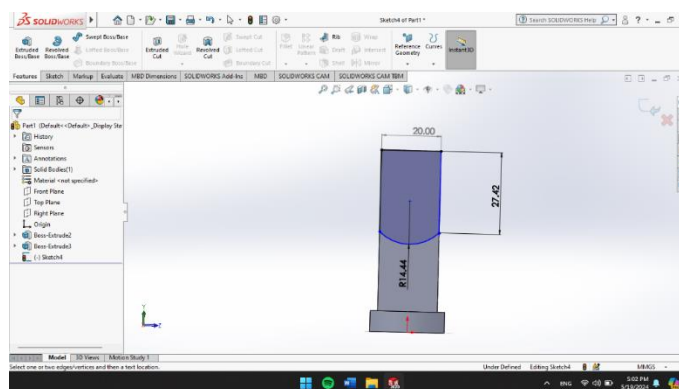 SOLIDWORKS
Sketch4 of Part1 *
Search SOLIDWORKS Help
Extruded Boss/Base
Revolved Boss/Base
Swept Boss/Base
Lofted Boss/Base
Boundary Boss/Base
Extruded Cut
Hole Wizard
Revolved Cut
Swept Cut
Lofted Cut
Boundary Cut
Fillet
Linear Pattern
Rib
Draft
Shell
Wrap
Intersect
Mirror
Reference Geometry
Curves
Instant3D
Features
Sketch
Markup
Evaluate
MBD Dimensions
SOLIDWORKS Add-Ins
MBD
SOLIDWORKS CAM
SOLIDWORKS CAM TBM
Part1 (Default<<Default>_Display Ste
History
Sensors
Annotations
Solid Bodies(1)
Material <not specified>
Front Plane
Top Plane
Right Plane
Origin
Boss-Extrude2
Boss-Extrude3
(-) Sketch4
20.00
27.42
R14.44
Model
3D Views
Motion Study 1
Select one or two edges/vertices and then a text location.
Under Defined
Editing Sketch4
MMGS
ENG
5:02 PM
5/19/2024